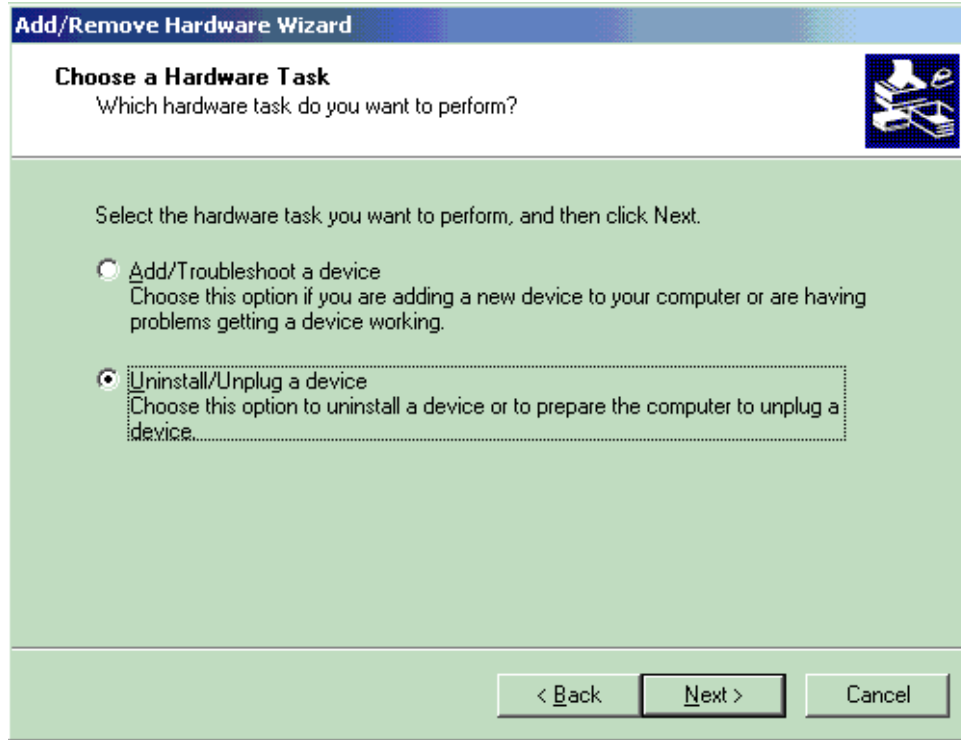 Add/Remove Hardware Wizard
Choose a Hardware Task
Which hardware task do you want to perform?
Select the hardware task you want to perform, and then click Next.
Add/Troubleshoot a device
Choose this option if you are adding a new device to your computer or are having
problems getting a device working.
Uninstall/Unplug a device
Choose this option to uninstall a device or to prepare the computer to unplug a
device.
< Back
Next >
Cancel